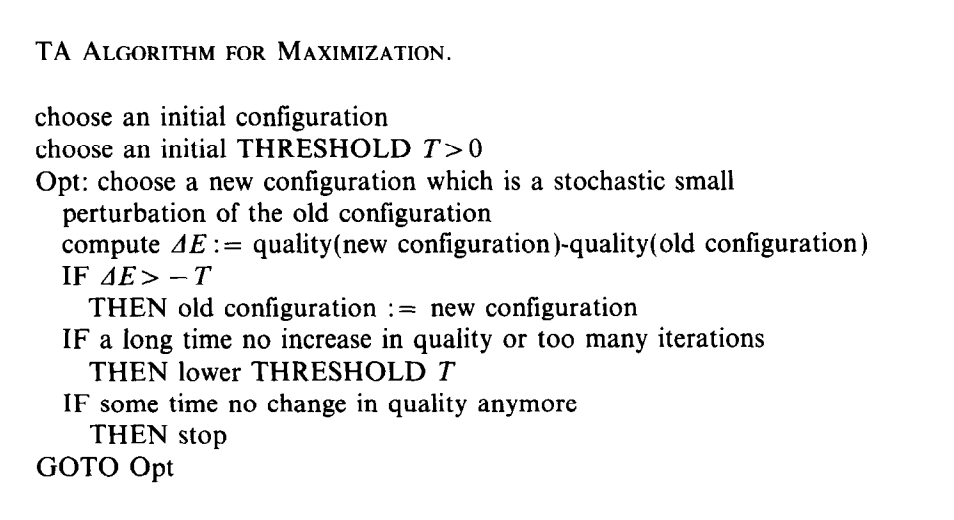 TA ALGORITHM FOR MAXIMIZATION.
choose an initial configuration
choose an initial THRESHOLD T > 0
Opt: choose a new configuration which is a stochastic small
perturbation of the old configuration
compute ΔE := quality(new configuration)-quality(old configuration)
IF ΔE > − T
THEN old configuration := new configuration
IF a long time no increase in quality or too many iterations
THEN lower THRESHOLD T
IF some time no change in quality anymore
THEN stop
GOTO Opt